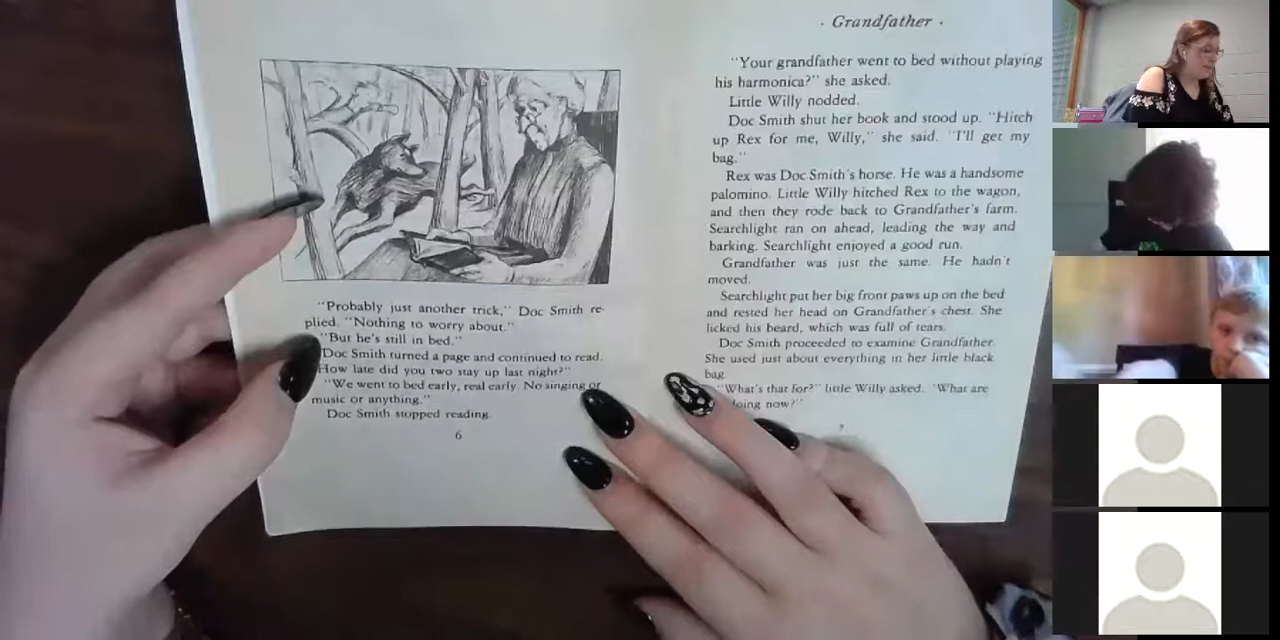 "Probably just another trick," Doc Smith re-
plied. "Nothing to worry about."
"But he's still in bed."
Doc Smith turned a page and continued to read.
"How late did you two stay up last night?"
"We went to bed early, real early. No singing or
music or anything."
Doc Smith stopped reading.
6
· Grandfather ·
"Your grandfather went to bed without playing
his harmonica?" she asked.
Little Willy nodded.
Doc Smith shut her book and stood up. "Hitch
up Rex for me, Willy," she said. "I'll get my
bag."
Rex was Doc Smith's horse. He was a handsome
palomino. Little Willy hitched Rex to the wagon,
and then they rode back to Grandfather's farm.
Searchlight ran on ahead, leading the way and
barking. Searchlight enjoyed a good run.
Grandfather was just the same. He hadn't
moved.
Searchlight put her big front paws up on the bed
and rested her head on Grandfather's chest. She
licked his beard, which was full of tears.
Doc Smith proceeded to examine Grandfather.
She used just about everything in her little black
bag.
"What's that for?" little Willy asked. "What are
doing now?"
7